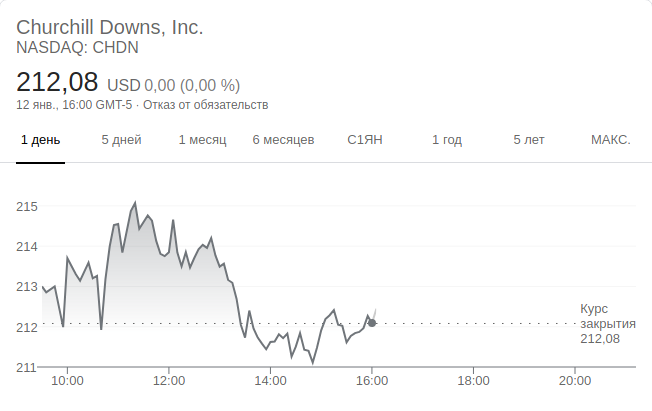 Churchill Downs, Inc.
NASDAQ: CHDN
212,08 USD 0,00 (0,00 %)
12 янв., 16:00 GMT-5 · Отказ от обязательств
1 день 5 дней 1 месяц 6 месяцев С1ЯН 1 год 5 лет МАКС.
215
214
213
212
211
Курс
закрытия
212,08
10:00 12:00 14:00 16:00 18:00 20:00